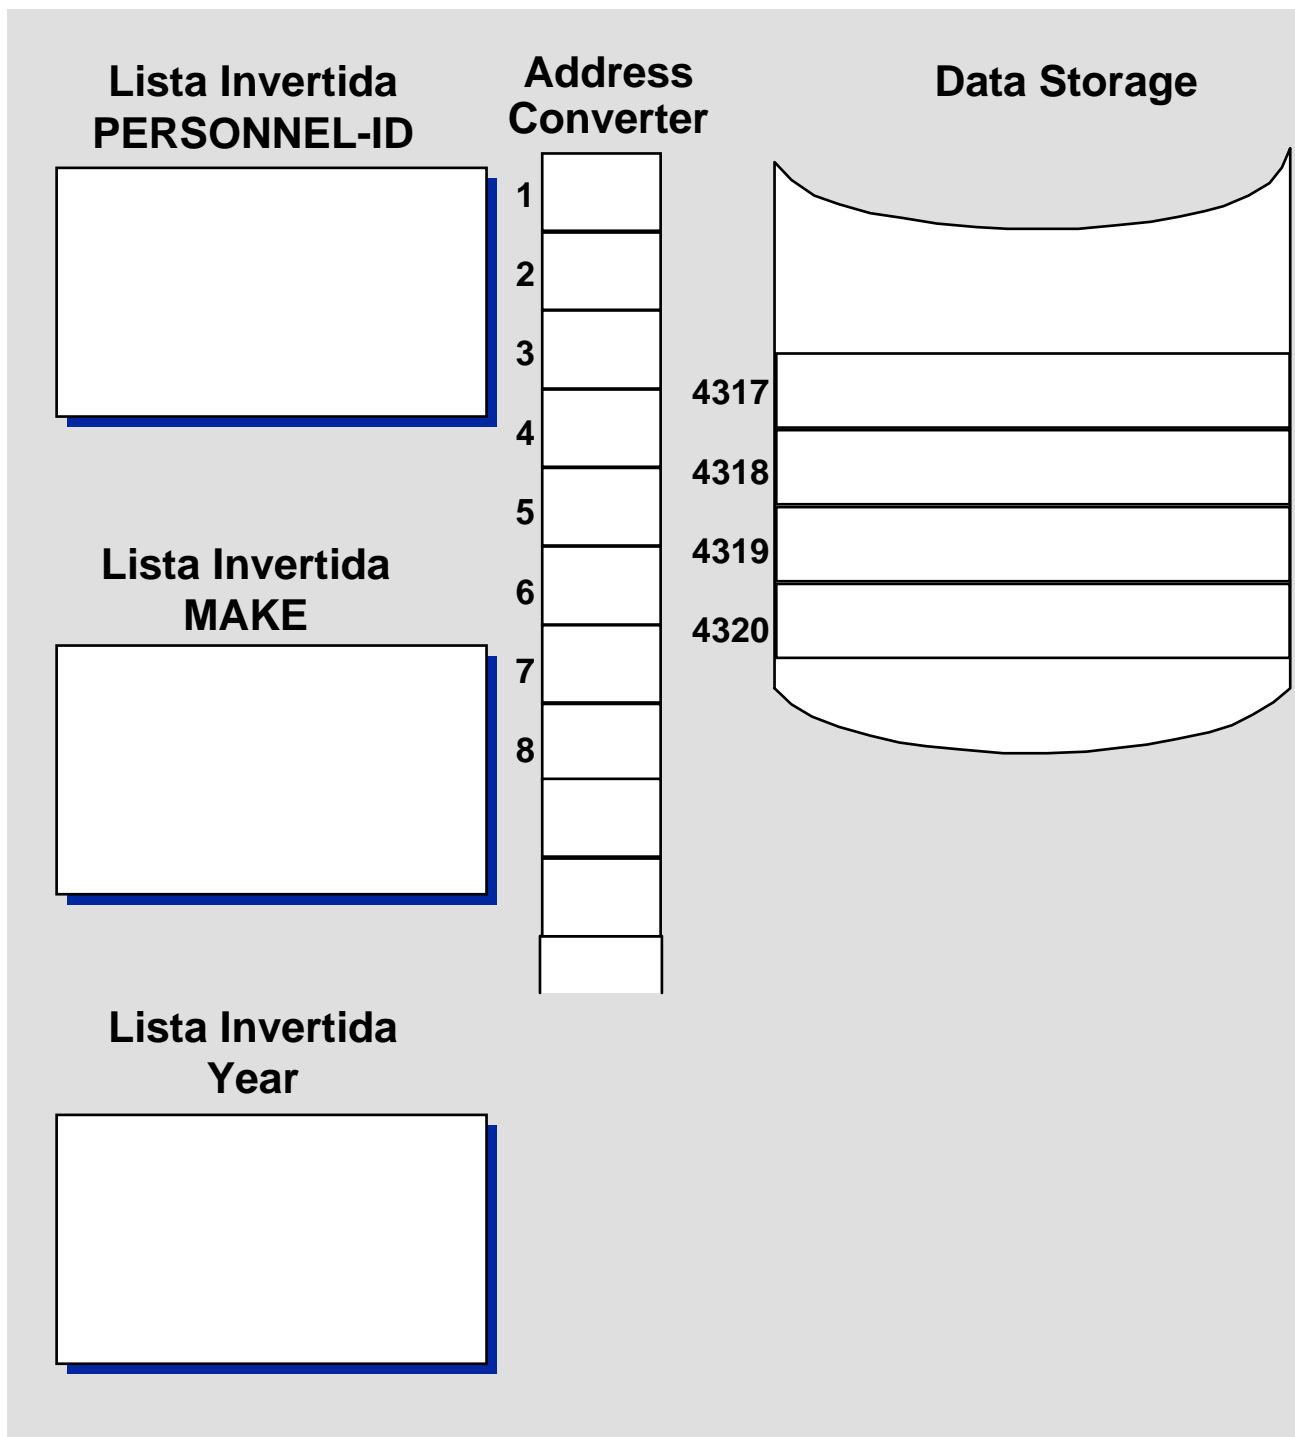 Lista Invertida
PERSONNEL-ID
Address
Converter
Data Storage
1
2
3
4
5
6
7
8
4317
4318
4319
4320
Lista Invertida
MAKE
Lista Invertida
Year